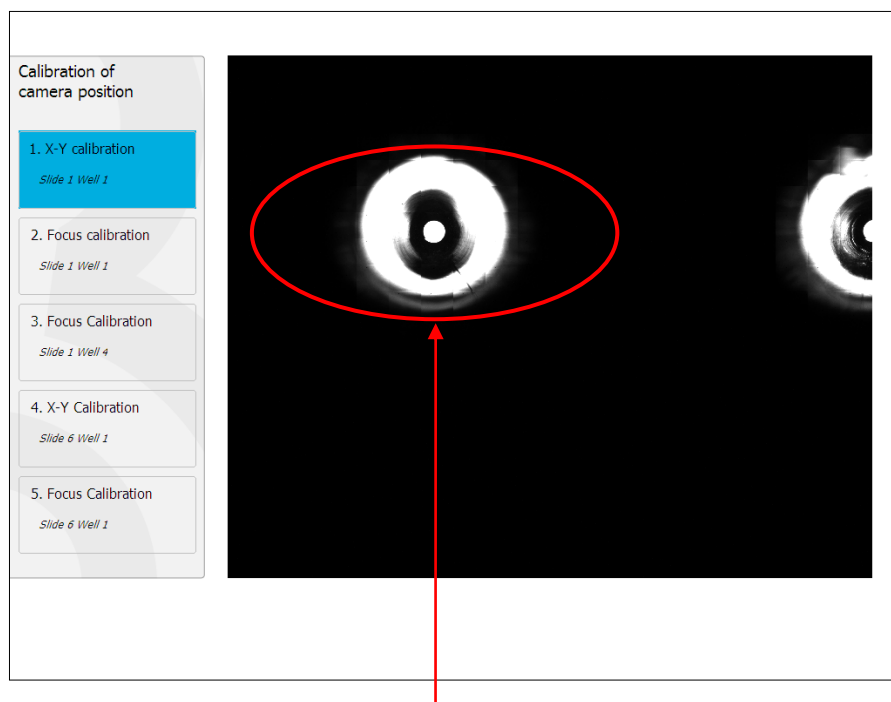 Calibration of
camera position
1. X-Y calibration
Slide 1 Well 1
2. Focus calibration
Slide 1 Well 1
3. Focus Calibration
Slide 1 Well 4
4. X-Y Calibration
Slide 6 Well 1
5. Focus Calibration
Slide 6 Well 1